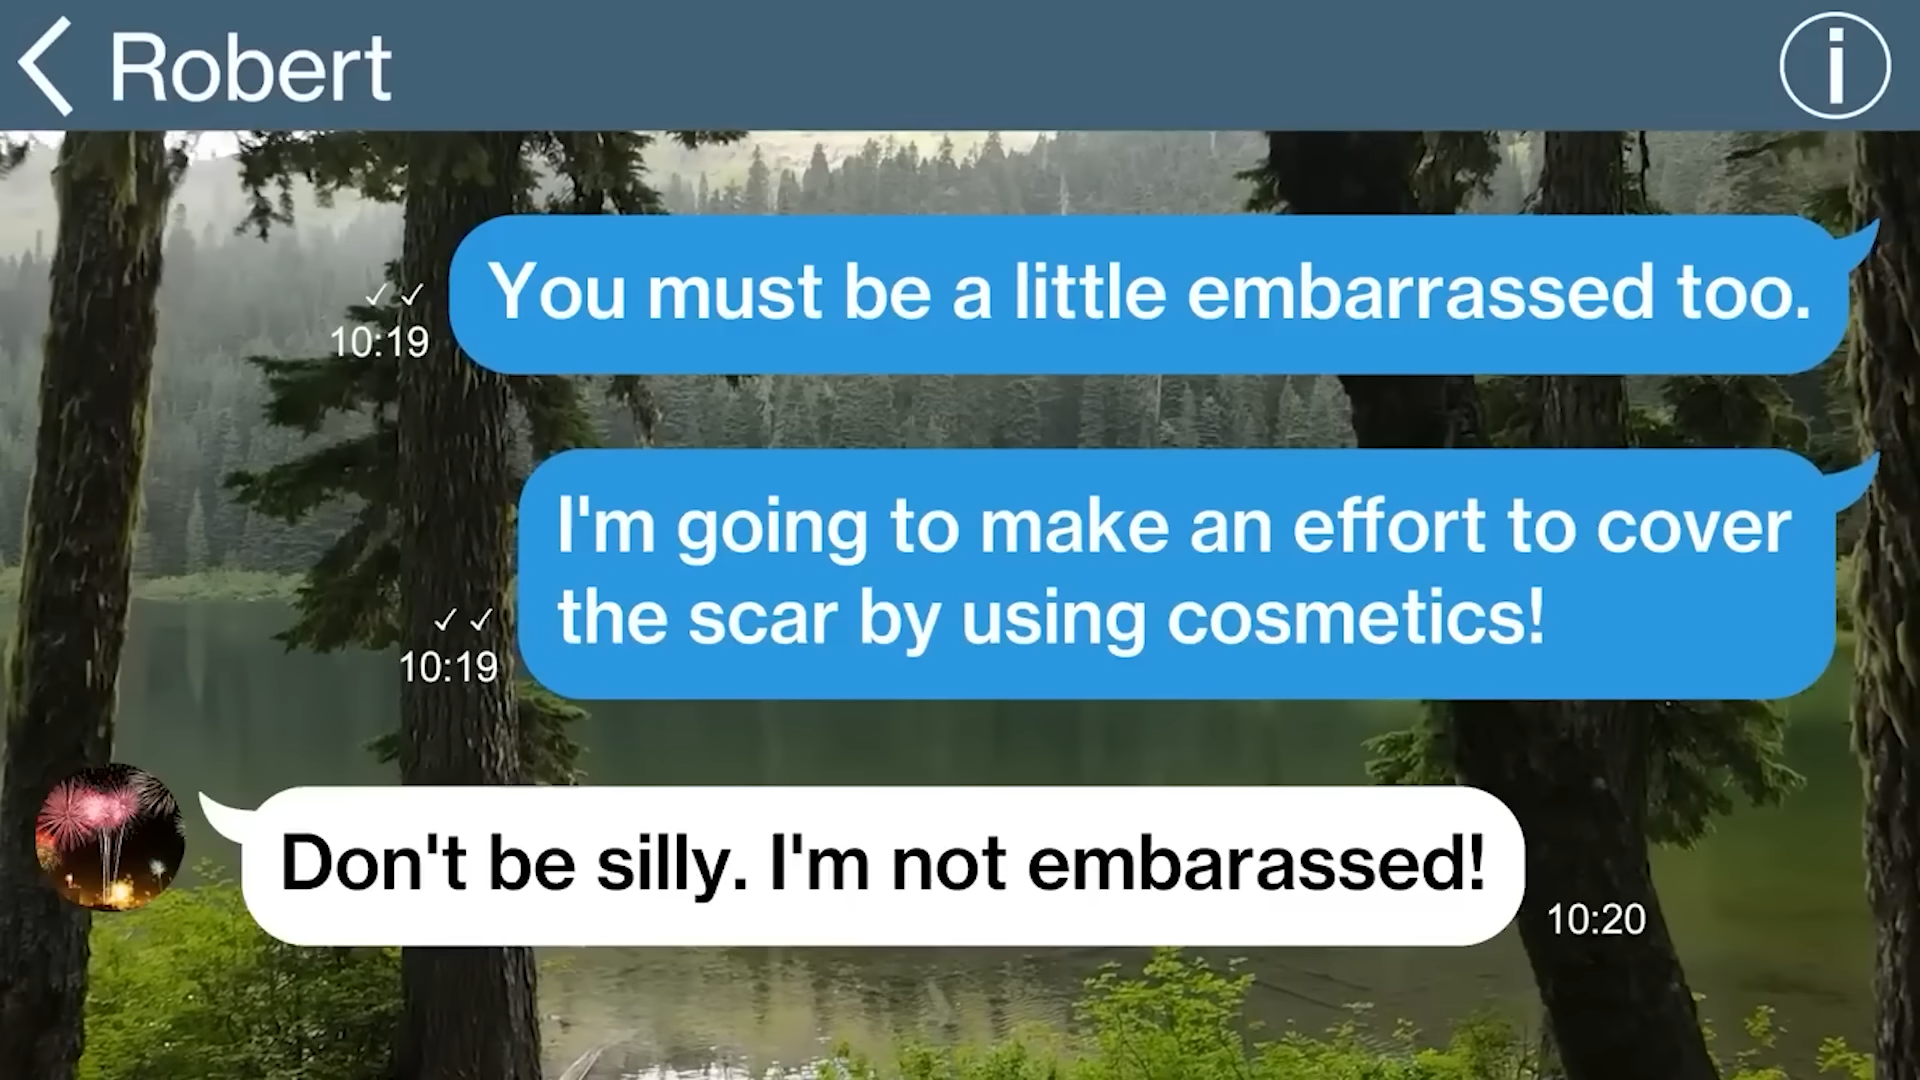 Robert
You must be a little embarrassed too.
10:19
I'm going to make an effort to cover
the scar by using cosmetics!
10:19
Don't be silly. I'm not embarassed!
10:20